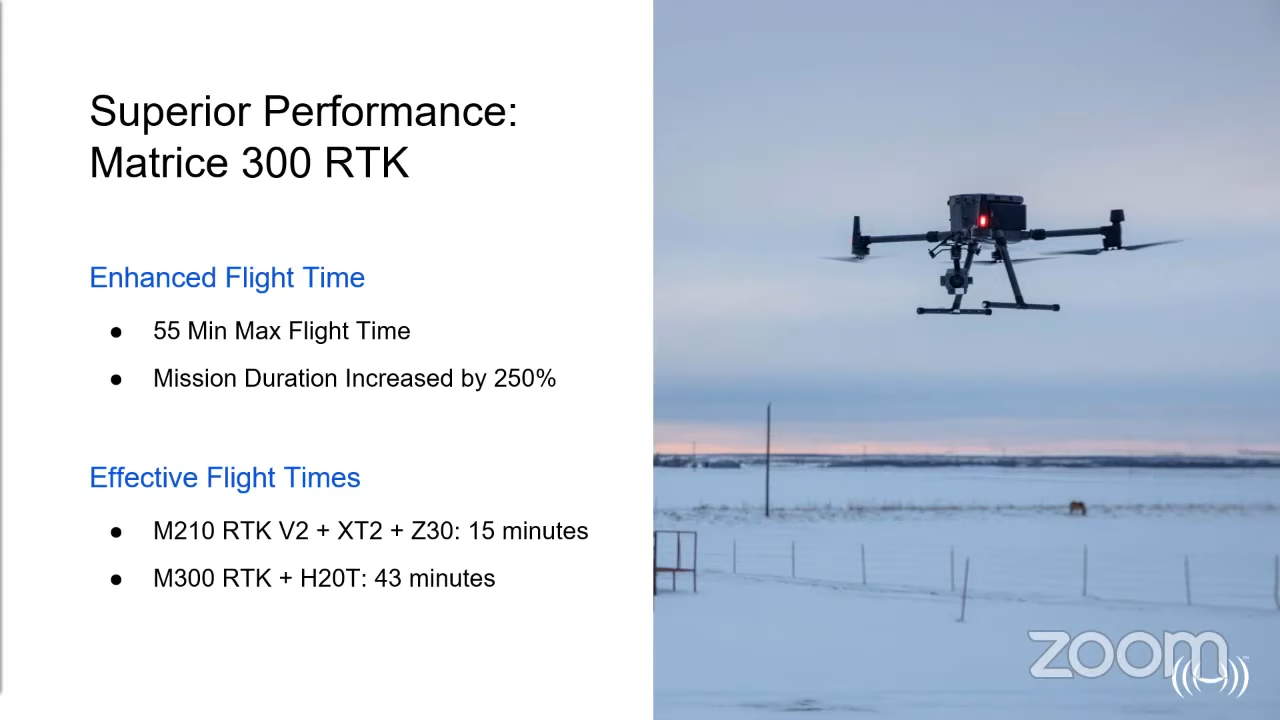 Superior Performance:
Matrice 300 RTK
Enhanced Flight Time
● 55 Min Max Flight Time
● Mission Duration Increased by 250%
Effective Flight Times
● M210 RTK V2 + XT2 + Z30: 15 minutes
● M300 RTK + H20T: 43 minutes
zoom